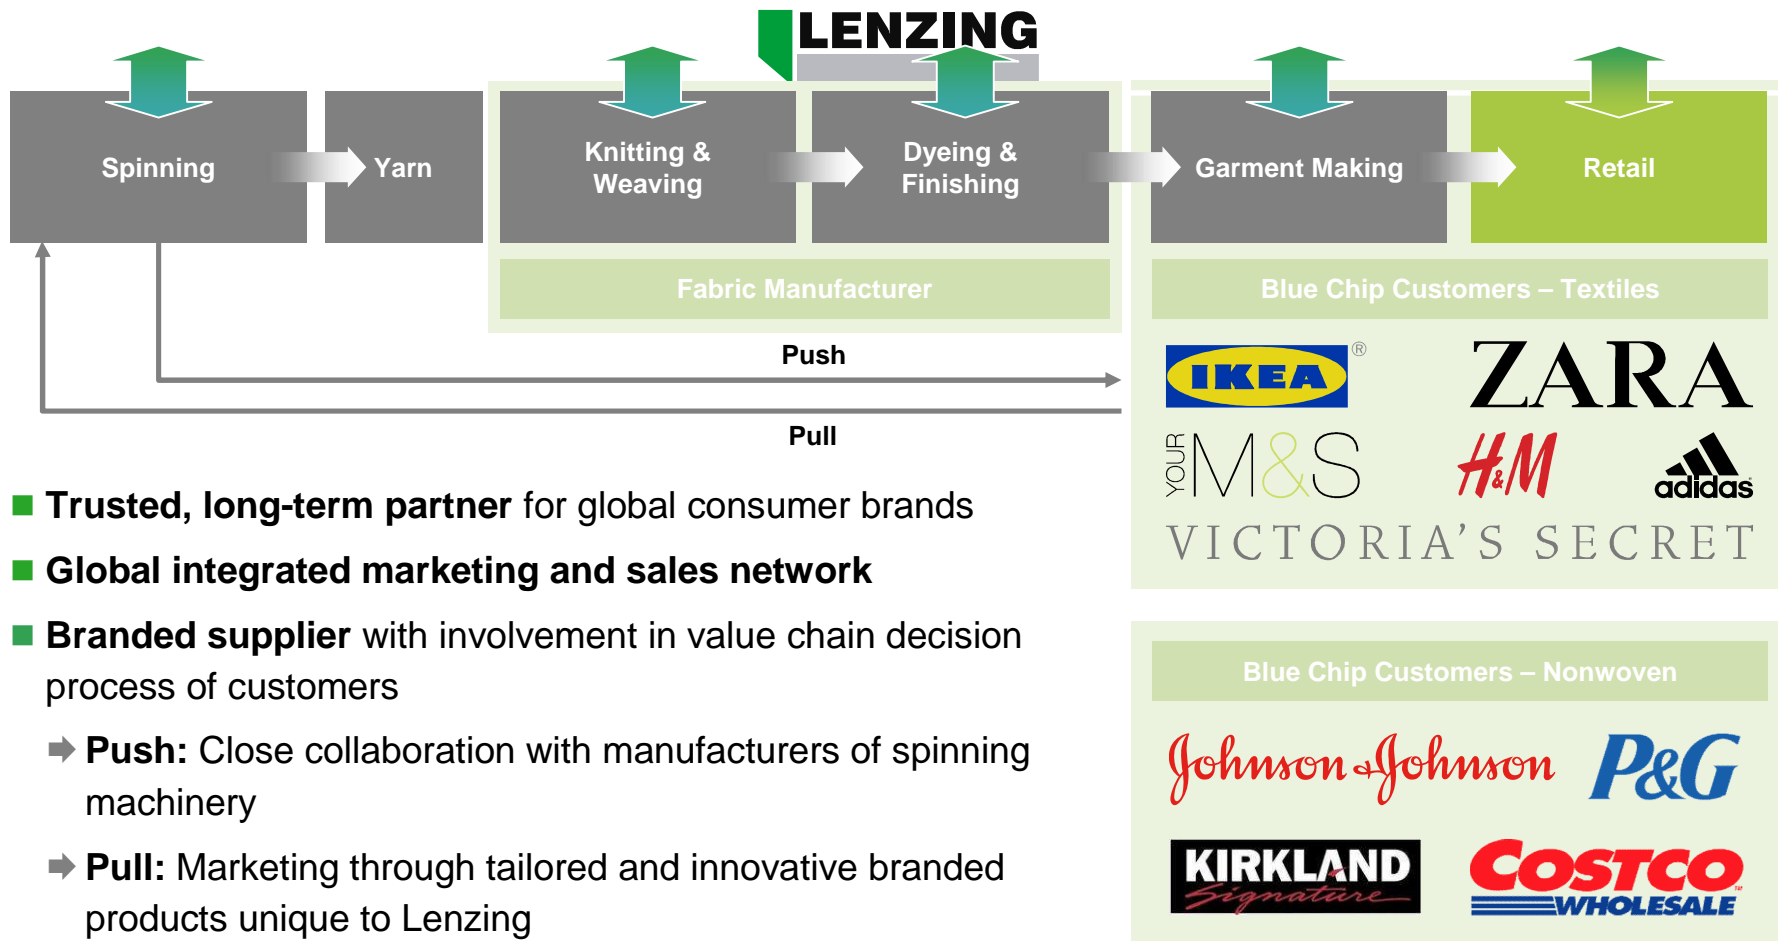 LENZING
Spinning
Yarn
Knitting &
Weaving
Dyeing &
Finishing
Garment Making
Retail
Fabric Manufacturer
Blue Chip Customers – Textiles
Push
Pull
IKEA ®
ZARA
YOUR M&S
H&M
adidas
VICTORIA'S SECRET
Trusted, long-term partner for global consumer brands
Global integrated marketing and sales network
Branded supplier with involvement in value chain decision
process of customers
Push: Close collaboration with manufacturers of spinning
machinery
Pull: Marketing through tailored and innovative branded
products unique to Lenzing
Blue Chip Customers – Nonwoven
Johnson & Johnson
P&G
KIRKLAND
Signature
COSTCO
WHOLESALE